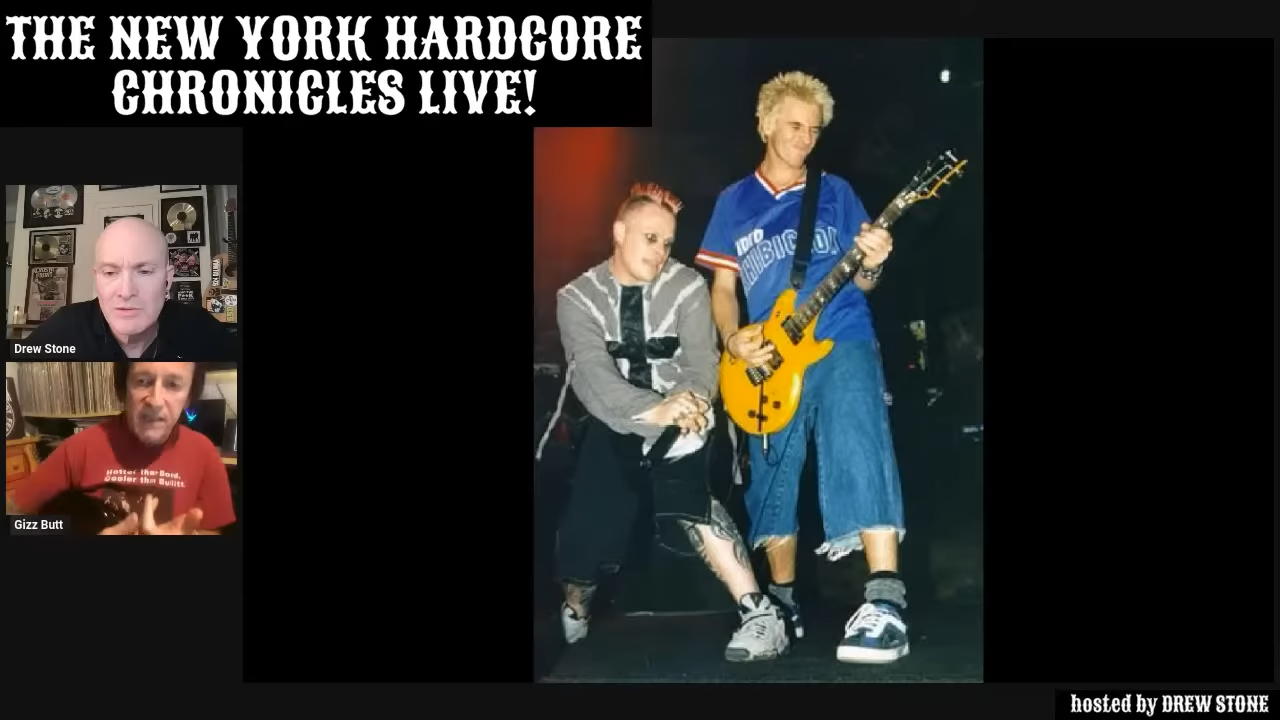 THE NEW YORK HARDCORE
CHRONICLES LIVE!
Drew Stone
Hotter than Bond,
Cooler than Bullitt.
Gizz Butt
hosted by DREW STONE